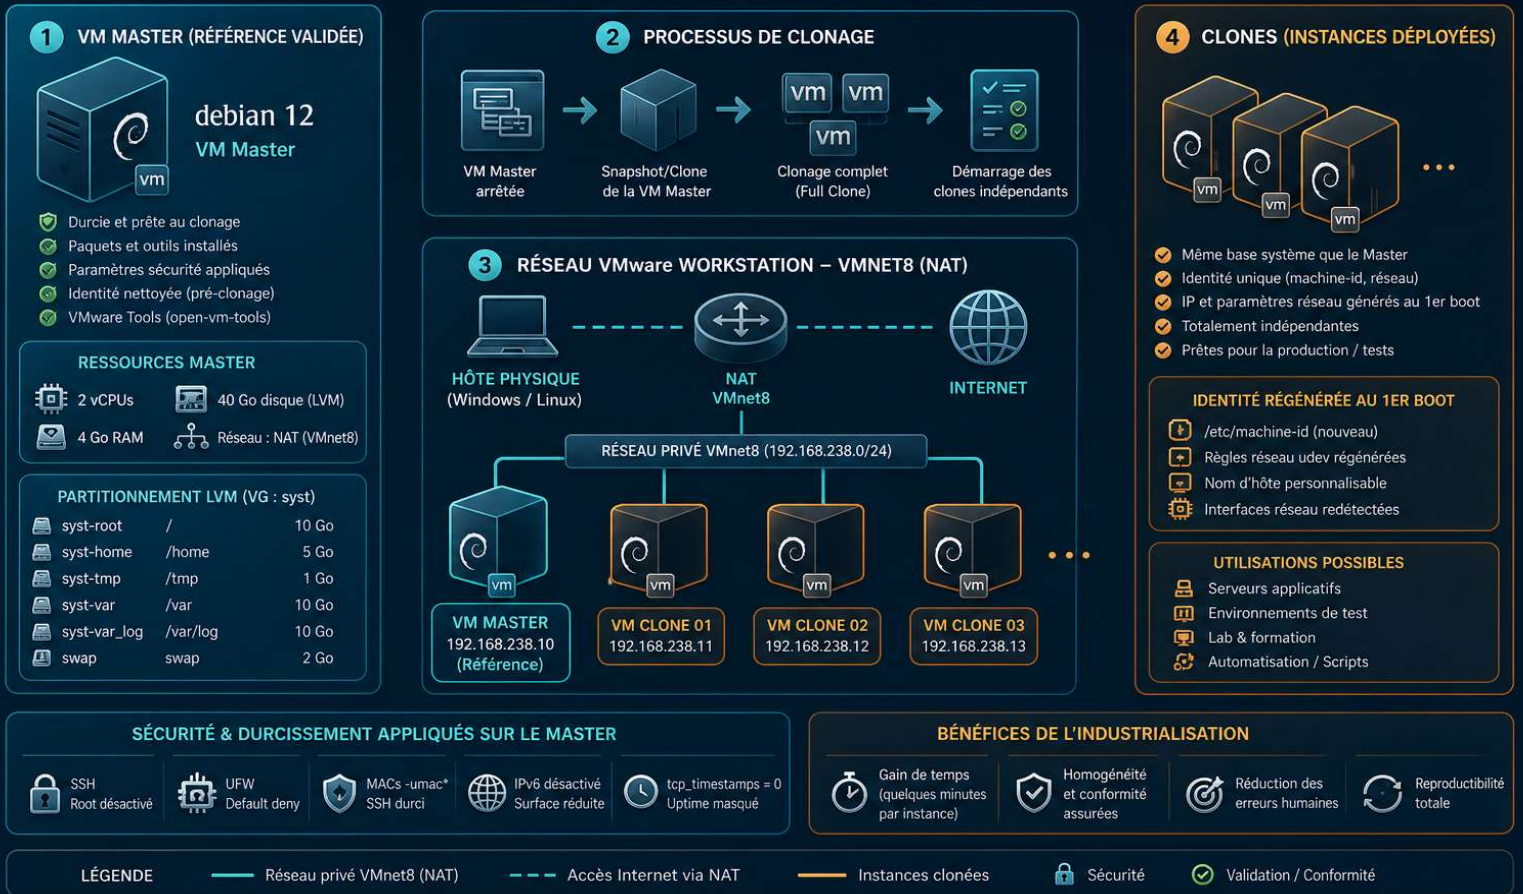 1 VM MASTER (RÉFÉRENCE VALIDÉE)
debian 12
VM Master
vm
Durcie et prête au clonage
Paquets et outils installés
Paramètres sécurité appliqués
Identité nettoyée (pré-clonage)
VMware Tools (open-vm-tools)
RESSOURCES MASTER
2 vCPUs
40 Go disque (LVM)
4 Go RAM
Réseau : NAT (VMnet8)
PARTITIONNEMENT LVM (VG : syst)
syst-root / 10 Go
syst-home /home 5 Go
syst-tmp /tmp 1 Go
syst-var /var 10 Go
syst-var_log /var/log 10 Go
swap swap 2 Go
2 PROCESSUS DE CLONAGE
vm vm
vm
VM Master
arrêtée
Snapshot/Clone
de la VM Master
Clonage complet
(Full Clone)
Démarrage des
clones indépendants
3 RÉSEAU VMware WORKSTATION – VMNET8 (NAT)
HÔTE PHYSIQUE
(Windows / Linux)
NAT
VMnet8
INTERNET
RÉSEAU PRIVÉ VMnet8 (192.168.238.0/24)
vm vm vm vm
VM MASTER
192.168.238.10
(Référence)
VM CLONE 01
192.168.238.11
VM CLONE 02
192.168.238.12
VM CLONE 03
192.168.238.13
4 CLONES (INSTANCES DÉPLOYÉES)
vm vm vm
Même base système que le Master
Identité unique (machine-id, réseau)
IP et paramètres réseau générés au 1er boot
Totalement indépendantes
Prêtes pour la production / tests
IDENTITÉ RÉGÉNÉRÉE AU 1ER BOOT
/etc/machine-id (nouveau)
Règles réseau udev régénérées
Nom d'hôte personnalisable
Interfaces réseau redétectées
UTILISATIONS POSSIBLES
Serveurs applicatifs
Environnements de test
Lab & formation
Automatisation / Scripts
SÉCURITÉ & DURCISSEMENT APPLIQUÉS SUR LE MASTER
SSH
Root désactivé
UFW
Default deny
MACs -umac*
SSH durci
IPv6 désactivé
Surface réduite
tcp_timestamps = 0
Uptime masqué
BÉNÉFICES DE L'INDUSTRIALISATION
Gain de temps
(quelques minutes
par instance)
Homogénéité
et conformité
assurées
Réduction des
erreurs humaines
Reproductibilité
totale
LÉGENDE
Réseau privé VMnet8 (NAT)
Accès Internet via NAT
Instances clonées
Sécurité
Validation / Conformité